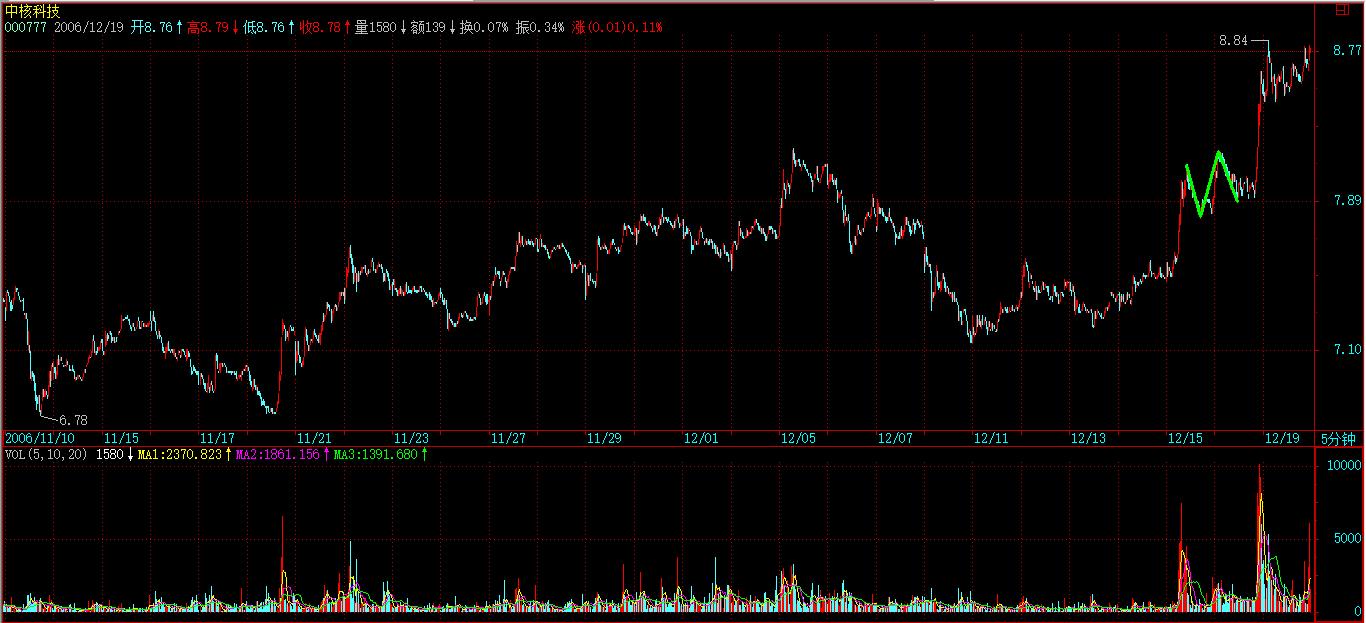 中核科技
000777 2006/12/19 开8.76↑高8.79↓低8.76↑收8.78↑量1580↓额139↓换0.07% 振0.34% 涨(0.01)0.11%
8.84
8.77
7.89
7.10
6.78
2006/11/10 11/15 11/17 11/21 11/23 11/27 11/29 12/01 12/05 12/07 12/11 12/13 12/15 12/19 5分钟
VOL(5,10,20) 1580↓MA1:2370.823↑MA2:1861.156↑MA3:1391.680↑
10000
5000
0